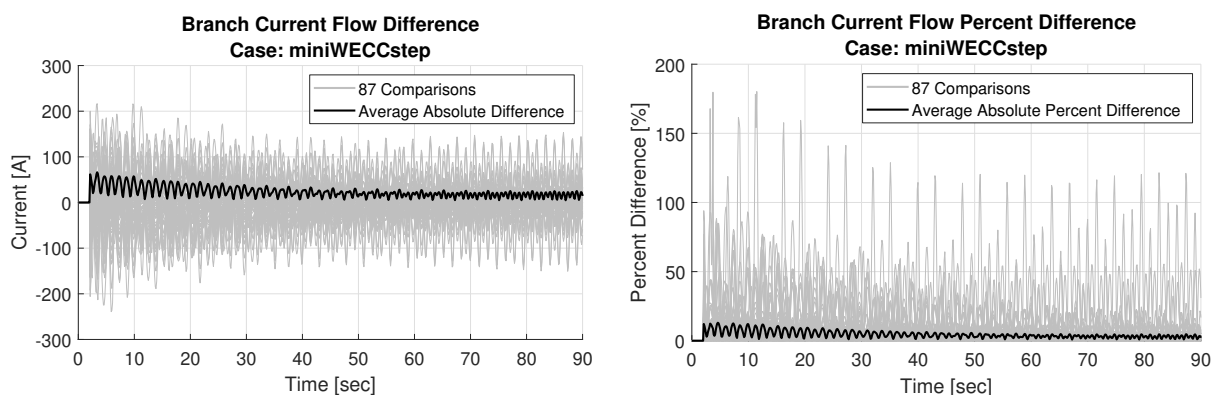 Branch Current Flow Difference
Case: miniWECCstep
300
200
100
0
-100
-200
-300
Current [A]
87 Comparisons
Average Absolute Difference
0 10 20 30 40 50 60 70 80 90
Time [sec]
Branch Current Flow Percent Difference
Case: miniWECCstep
200
150
100
50
0
Percent Difference [%]
87 Comparisons
Average Absolute Percent Difference
0 10 20 30 40 50 60 70 80 90
Time [sec]